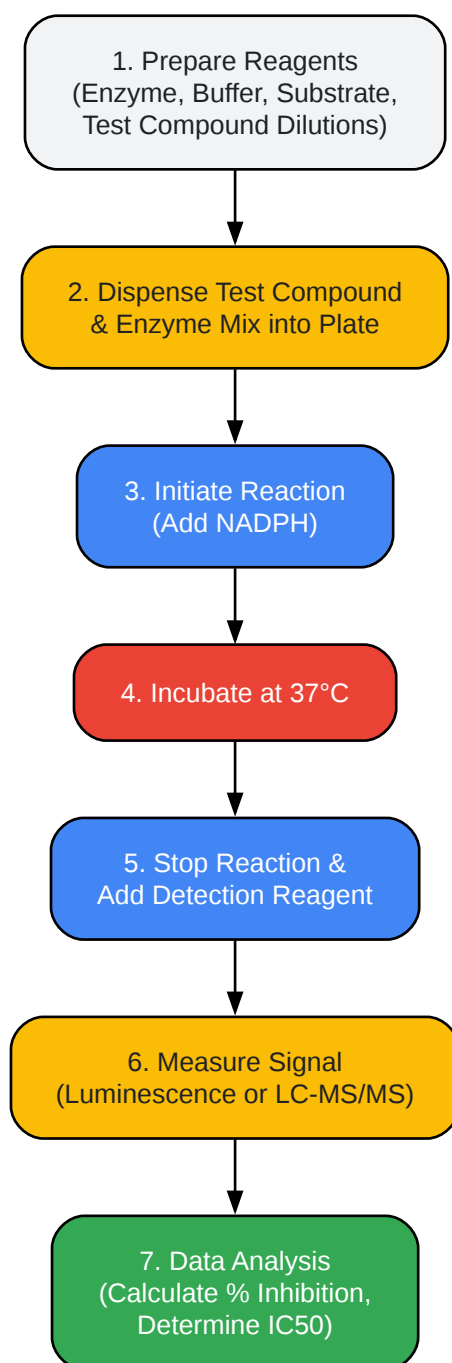 1. Prepare Reagents
(Enzyme, Buffer, Substrate,
Test Compound Dilutions)
2. Dispense Test Compound
& Enzyme Mix into Plate
3. Initiate Reaction
(Add NADPH)
4. Incubate at 37°C
5. Stop Reaction &
Add Detection Reagent
6. Measure Signal
(Luminescence or LC-MS/MS)
7. Data Analysis
(Calculate % Inhibition,
Determine IC50)